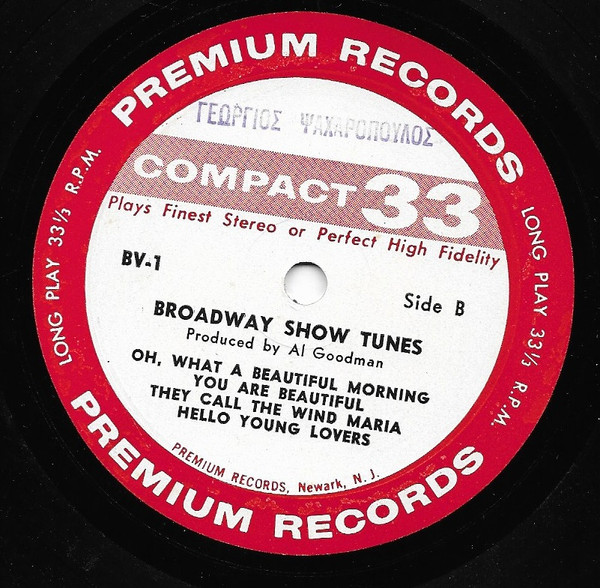 PREMIUM RECORDS
ΓΕΩΡΓΙΟΣ ΨΑΧΑΡΟΠΟΥΛΟΣ
COMPACT 33
Plays Finest Stereo or Perfect High Fidelity
LONG PLAY 33⅓ R.P.M.
LONG PLAY 33⅓ R.P.M.
BV-1
Side B
BROADWAY SHOW TUNES
Produced by Al Goodman
OH, WHAT A BEAUTIFUL MORNING
YOU ARE BEAUTIFUL
THEY CALL THE WIND MARIA
HELLO YOUNG LOVERS
PREMIUM RECORDS, Newark, N. J.
PREMIUM RECORDS